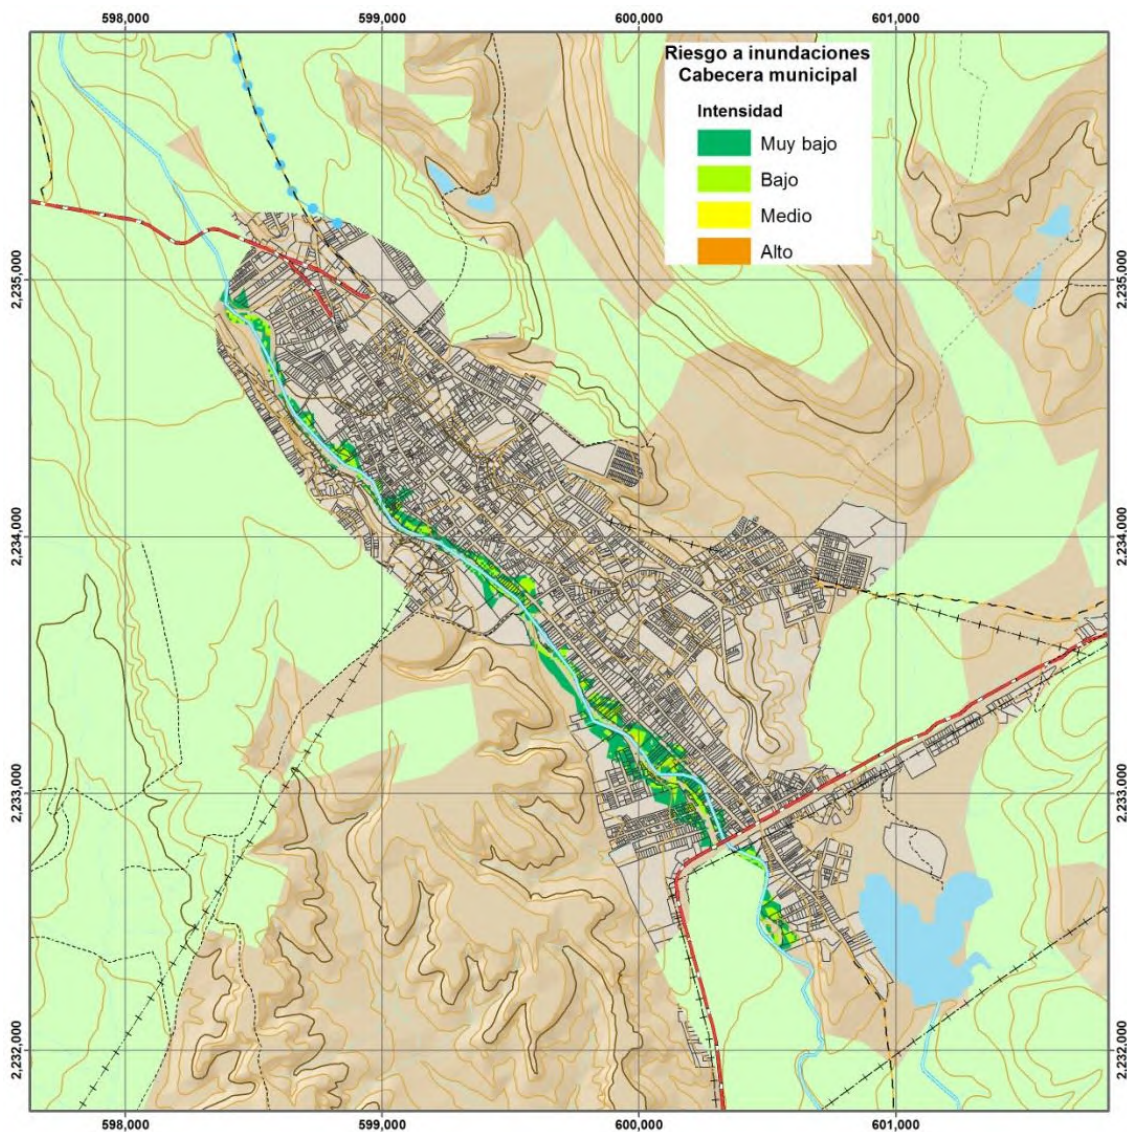 598,000 599,000 600,000 601,000
Riesgo a inundaciones
Cabecera municipal
Intensidad
Muy bajo
Bajo
Medio
Alto
2,235,000 2,235,000
2,234,000 2,234,000
2,233,000 2,233,000
2,232,000 2,232,000
598,000 599,000 600,000 601,000